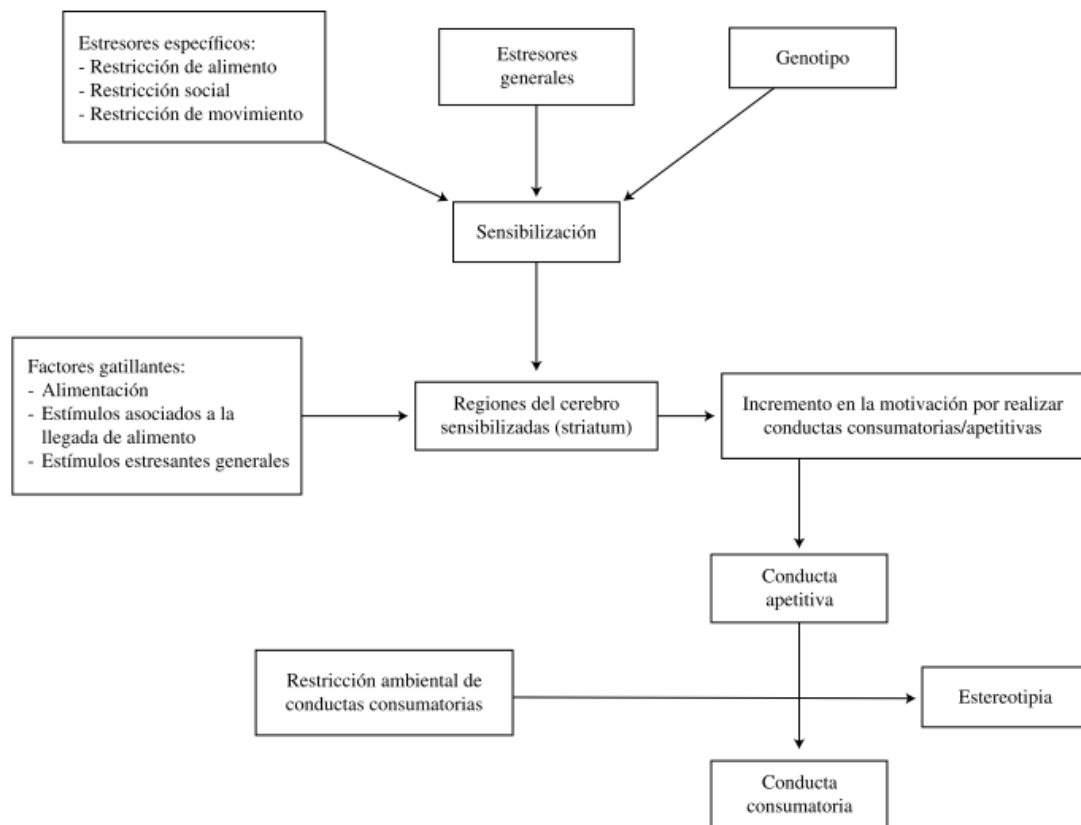 Estresores específicos:
- Restricción de alimento
- Restricción social
- Restricción de movimiento
Estresores
generales
Genotipo
Sensibilización
Factores gatillantes:
- Alimentación
- Estímulos asociados a la
llegada de alimento
- Estímulos estresantes generales
Regiones del cerebro
sensibilizadas (striatum)
Incremento en la motivación por realizar
conductas consumatorias/apetitivas
Conducta
apetitiva
Restricción ambiental de
conductas consumatorias
Estereotipia
Conducta
consumatoria